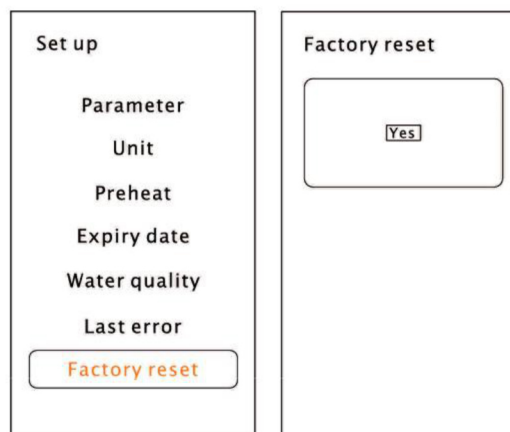 Set up
Parameter
Unit
Preheat
Expiry date
Water quality
Last error
Factory reset
Factory reset
Yes